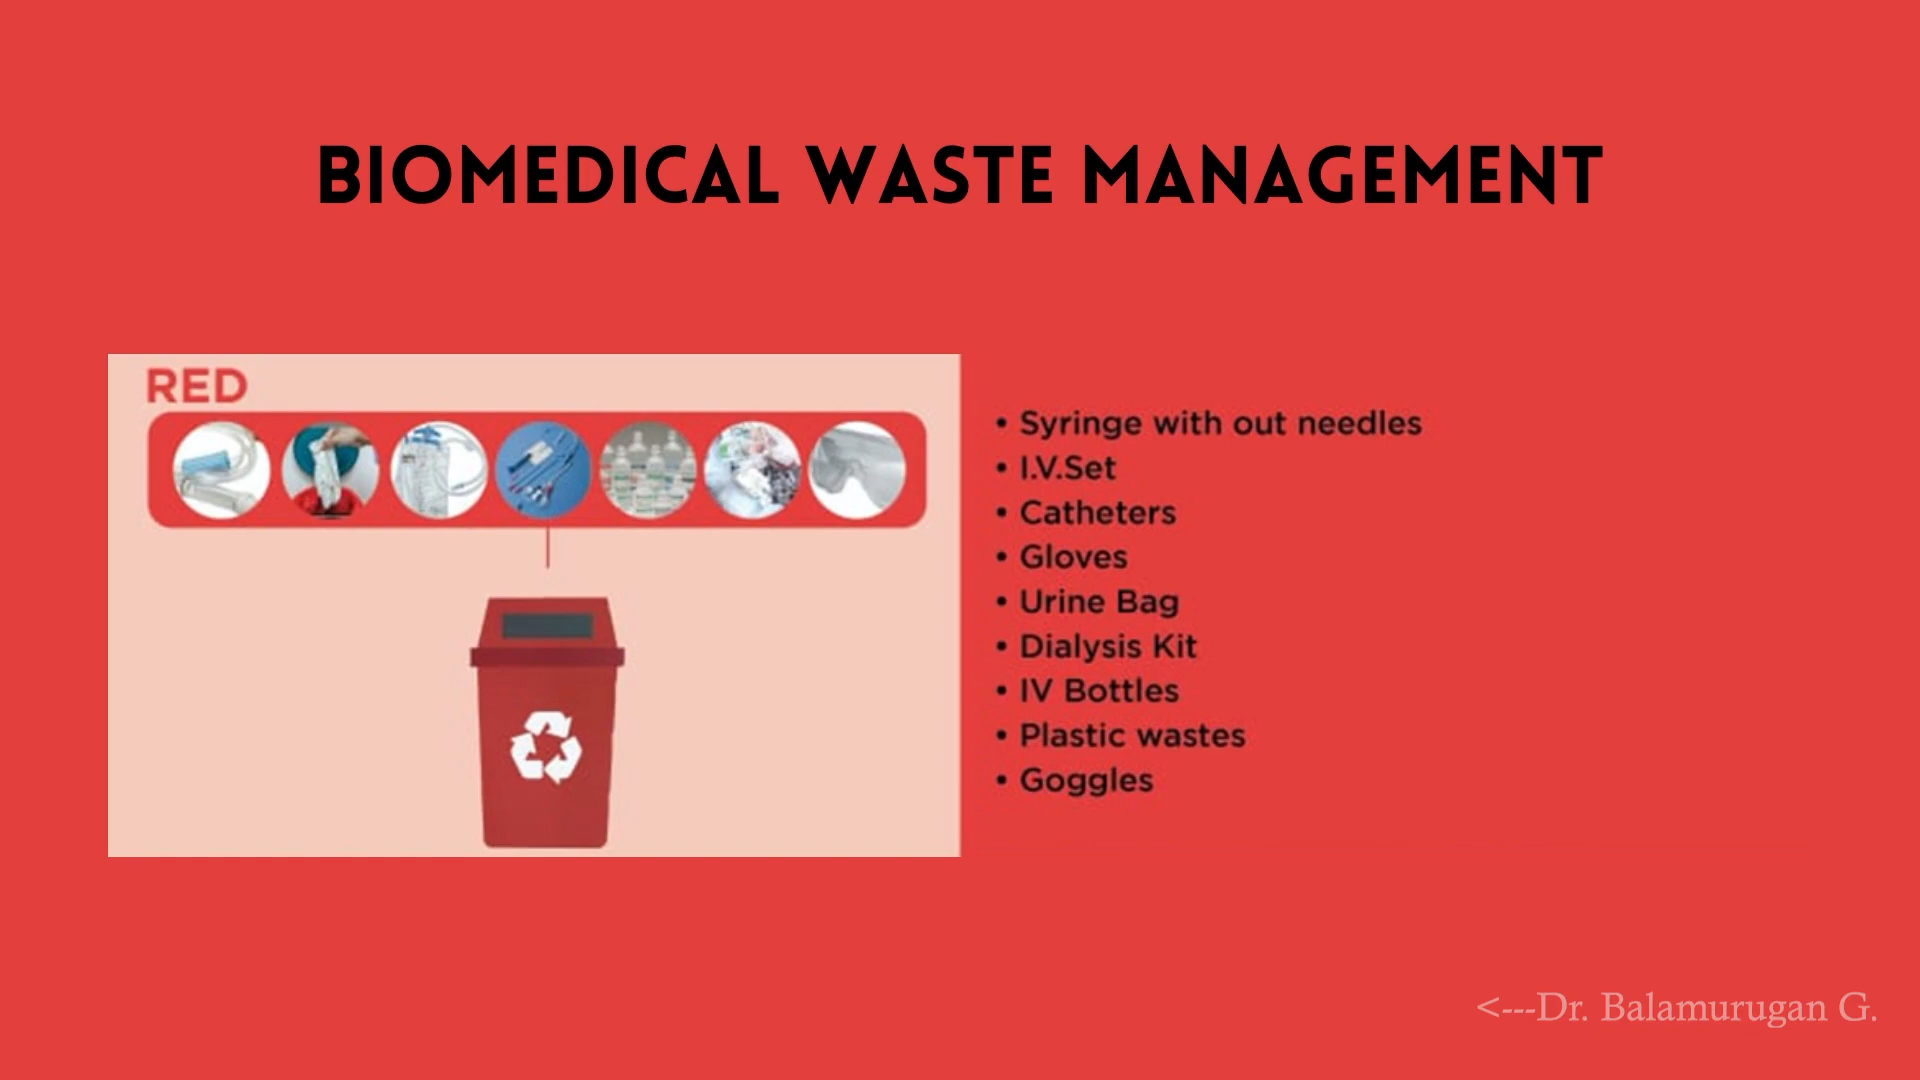 BIOMEDICAL WASTE MANAGEMENT
RED
• Syringe with out needles
• I.V.Set
• Catheters
• Gloves
• Urine Bag
• Dialysis Kit
• IV Bottles
• Plastic wastes
• Goggles
<---Dr. Balamurugan G.